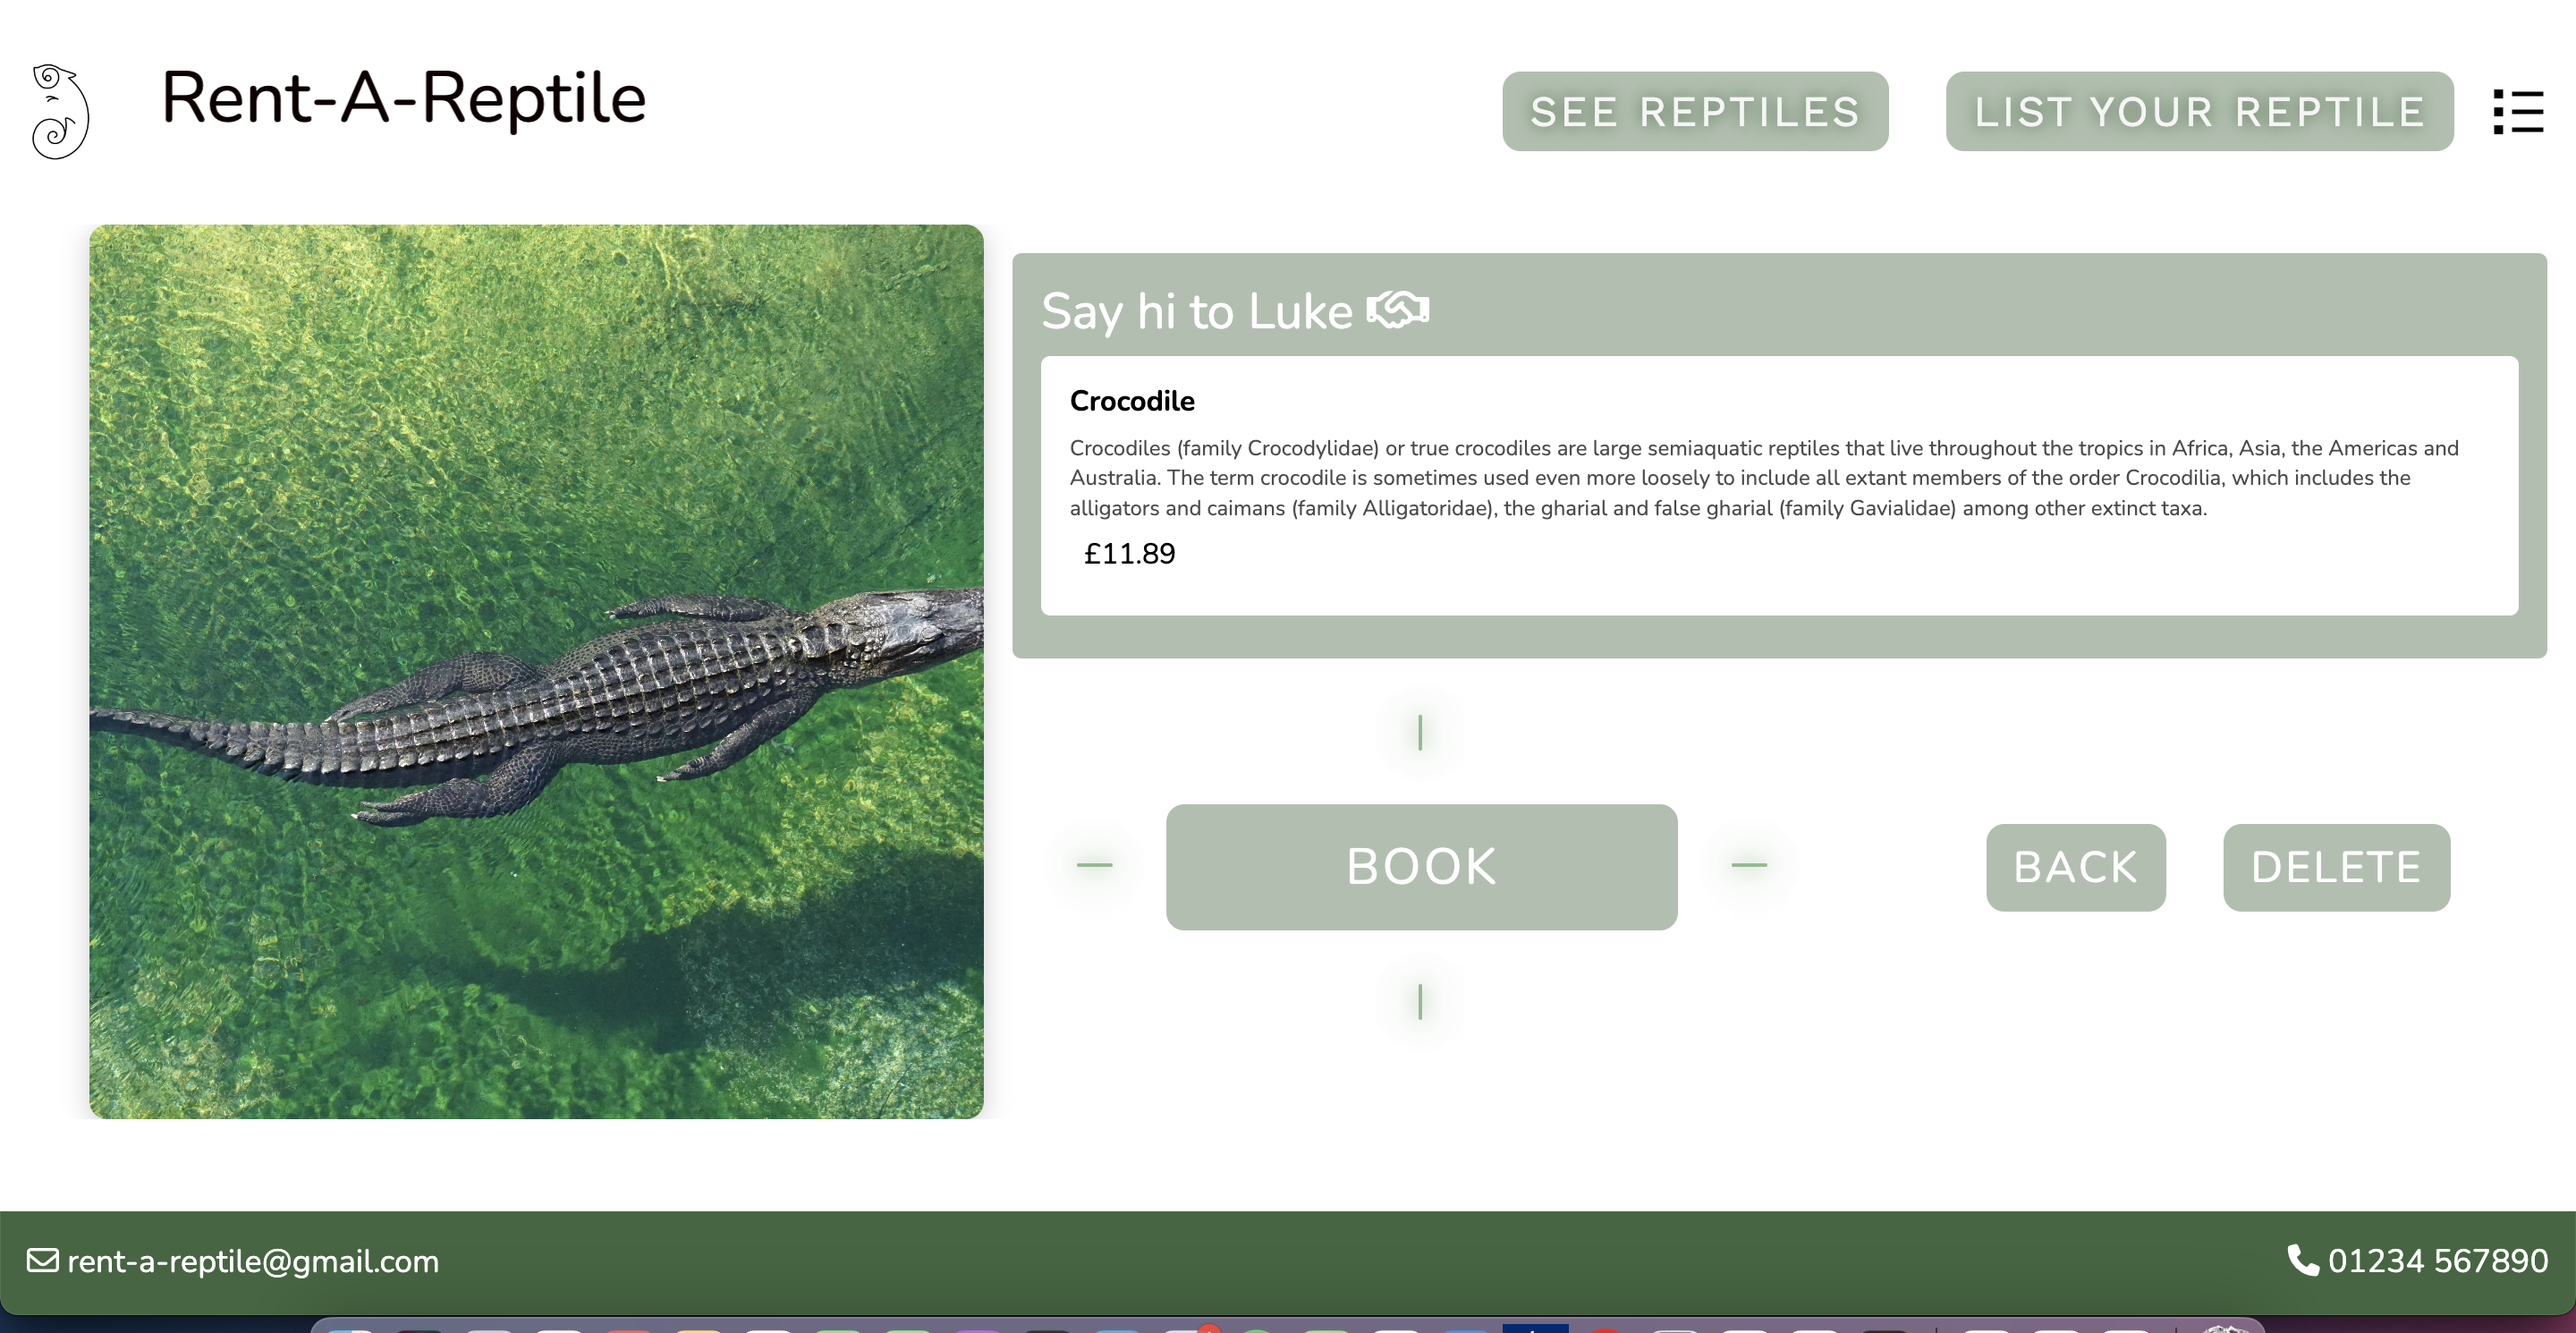 Rent-A-Reptile
SEE REPTILES
LIST YOUR REPTILE
Say hi to Luke
Crocodile
Crocodiles (family Crocodylidae) or true crocodiles are large semiaquatic reptiles that live throughout the tropics in Africa, Asia, the Americas and
Australia. The term crocodile is sometimes used even more loosely to include all extant members of the order Crocodilia, which includes the
alligators and caimans (family Alligatoridae), the gharial and false gharial (family Gavialidae) among other extinct taxa.
£11.89
BOOK
BACK
DELETE
rent-a-reptile@gmail.com
01234 567890